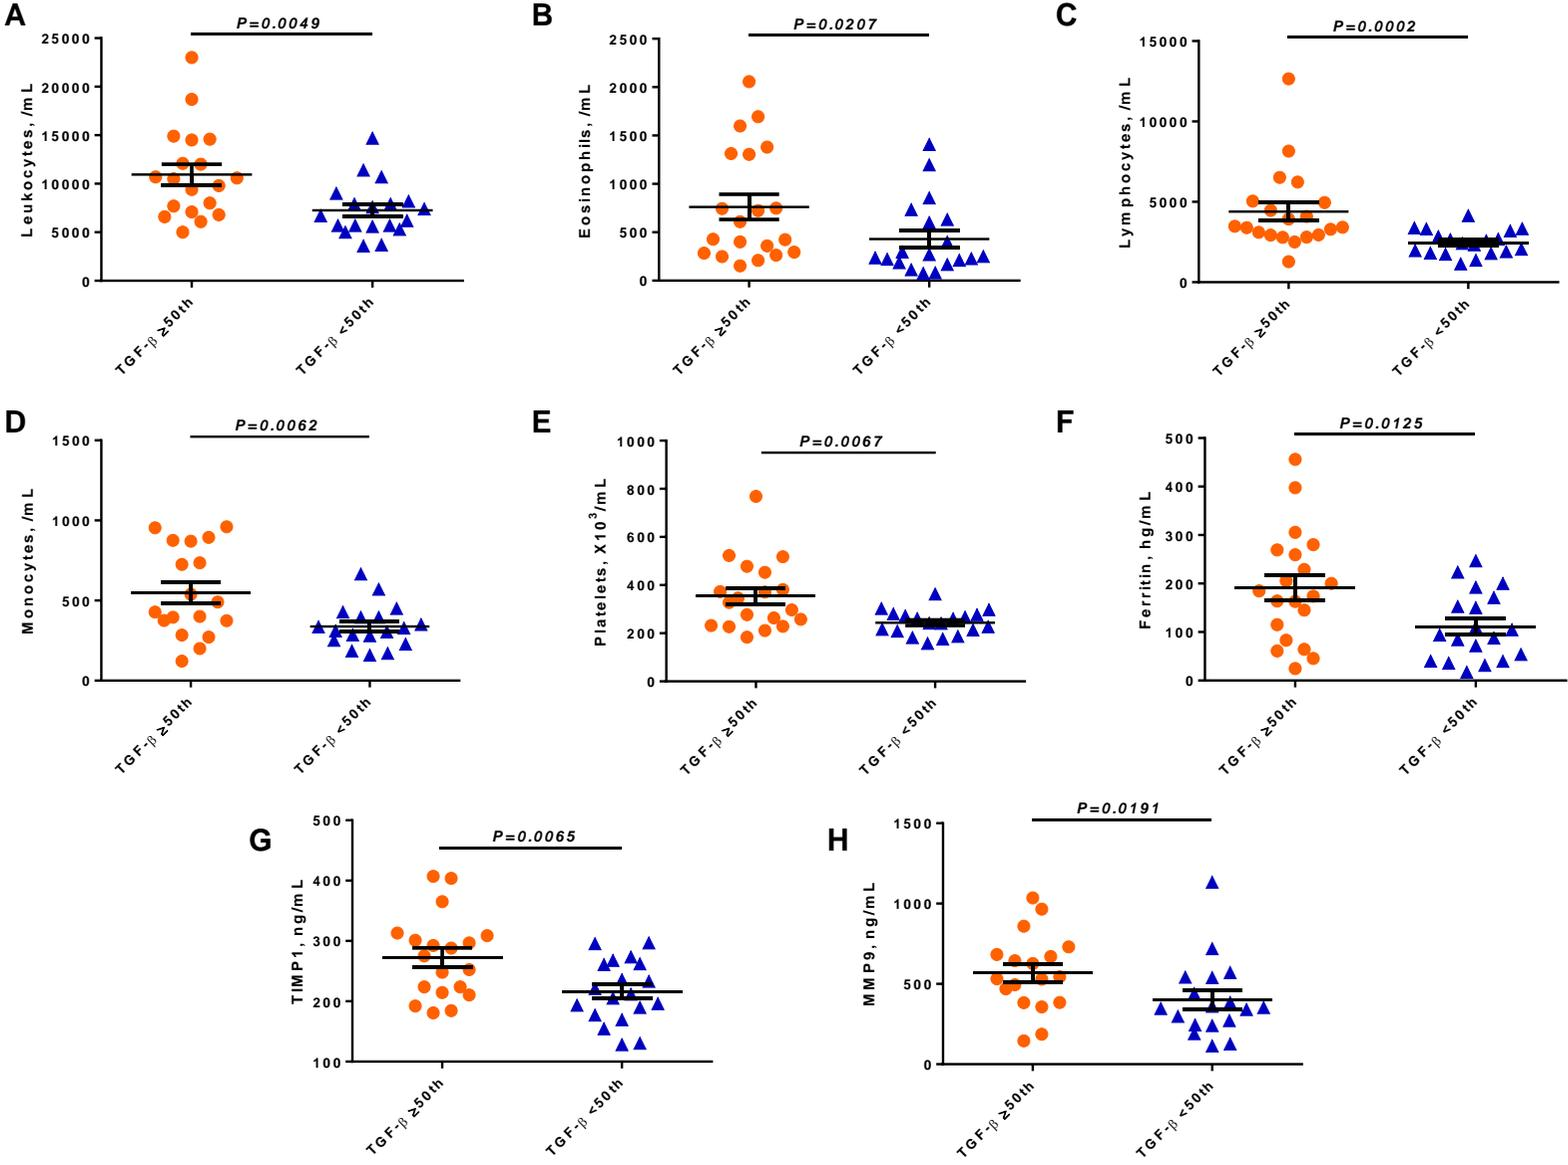 A
P=0.0049
Leukocytes, /mL
25000
20000
15000
10000
5000
0
TGF-β ≥50th
TGF-β <50th
B
P=0.0207
Eosinophils, /mL
2500
2000
1500
1000
500
0
TGF-β ≥50th
TGF-β <50th
C
P=0.0002
Lymphocytes, /mL
15000
10000
5000
0
TGF-β ≥50th
TGF-β <50th
D
P=0.0062
Monocytes, /mL
1500
1000
500
0
TGF-β ≥50th
TGF-β <50th
E
P=0.0067
Platelets, X10³/mL
1000
800
600
400
200
0
TGF-β ≥50th
TGF-β <50th
F
P=0.0125
Ferritin, hg/mL
500
400
300
200
100
0
TGF-β ≥50th
TGF-β <50th
G
P=0.0065
TIMP1, ng/mL
500
400
300
200
100
TGF-β ≥50th
TGF-β <50th
H
P=0.0191
MMP9, ng/mL
1500
1000
500
0
TGF-β ≥50th
TGF-β <50th